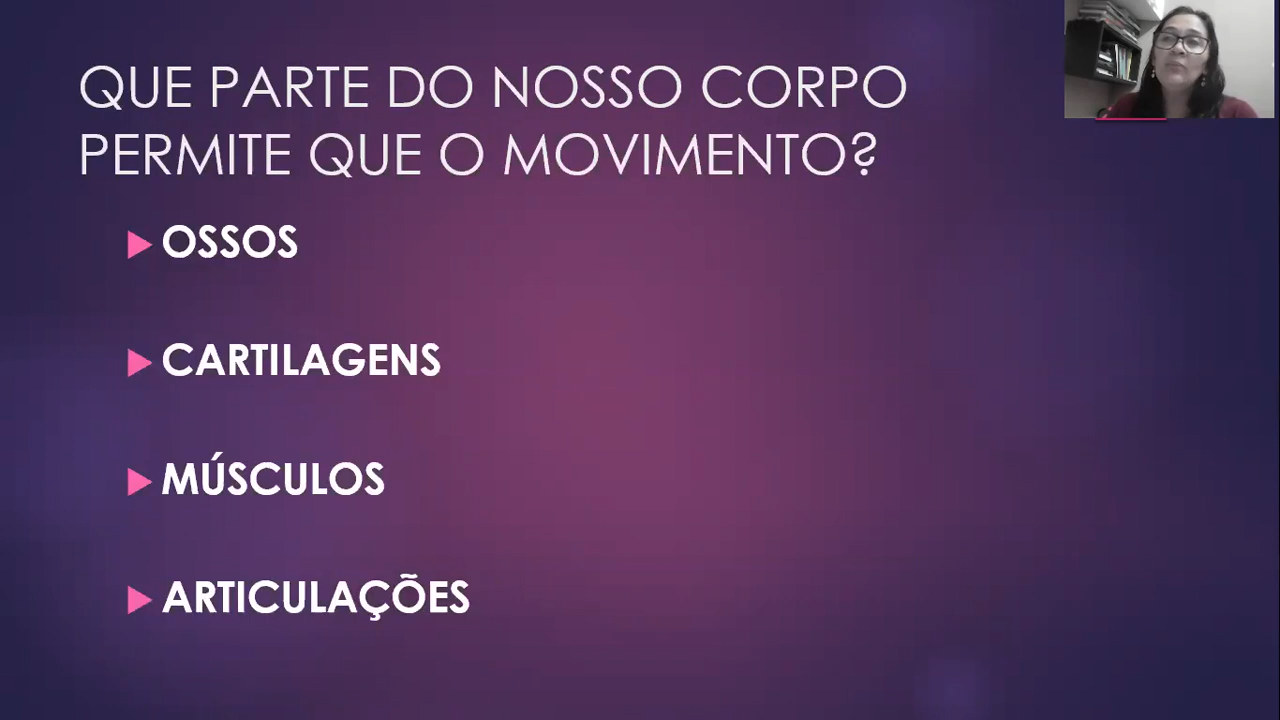 QUE PARTE DO NOSSO CORPO
PERMITE QUE O MOVIMENTO?
OSSOS
CARTILAGENS
MÚSCULOS
ARTICULAÇÕES